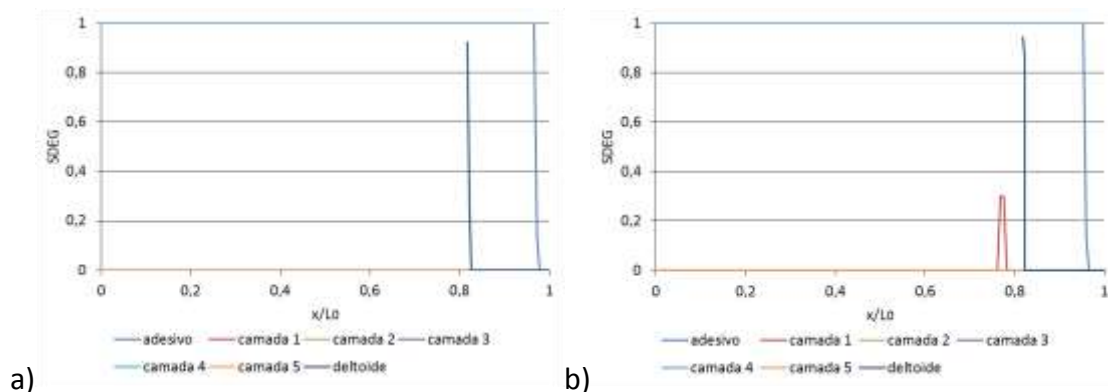 1
0,8
0,6
0,4
0,2
0
SDEG
0 0,2 0,4 0,6 0,8 1
x/L0
adesivo camada 1 camada 2 camada 3
camada 4 camada 5 deltoide
a)
1
0,8
0,6
0,4
0,2
0
SDEG
0 0,2 0,4 0,6 0,8 1
x/L0
adesivo camada 1 camada 2 camada 3
camada 4 camada 5 deltoide
b)